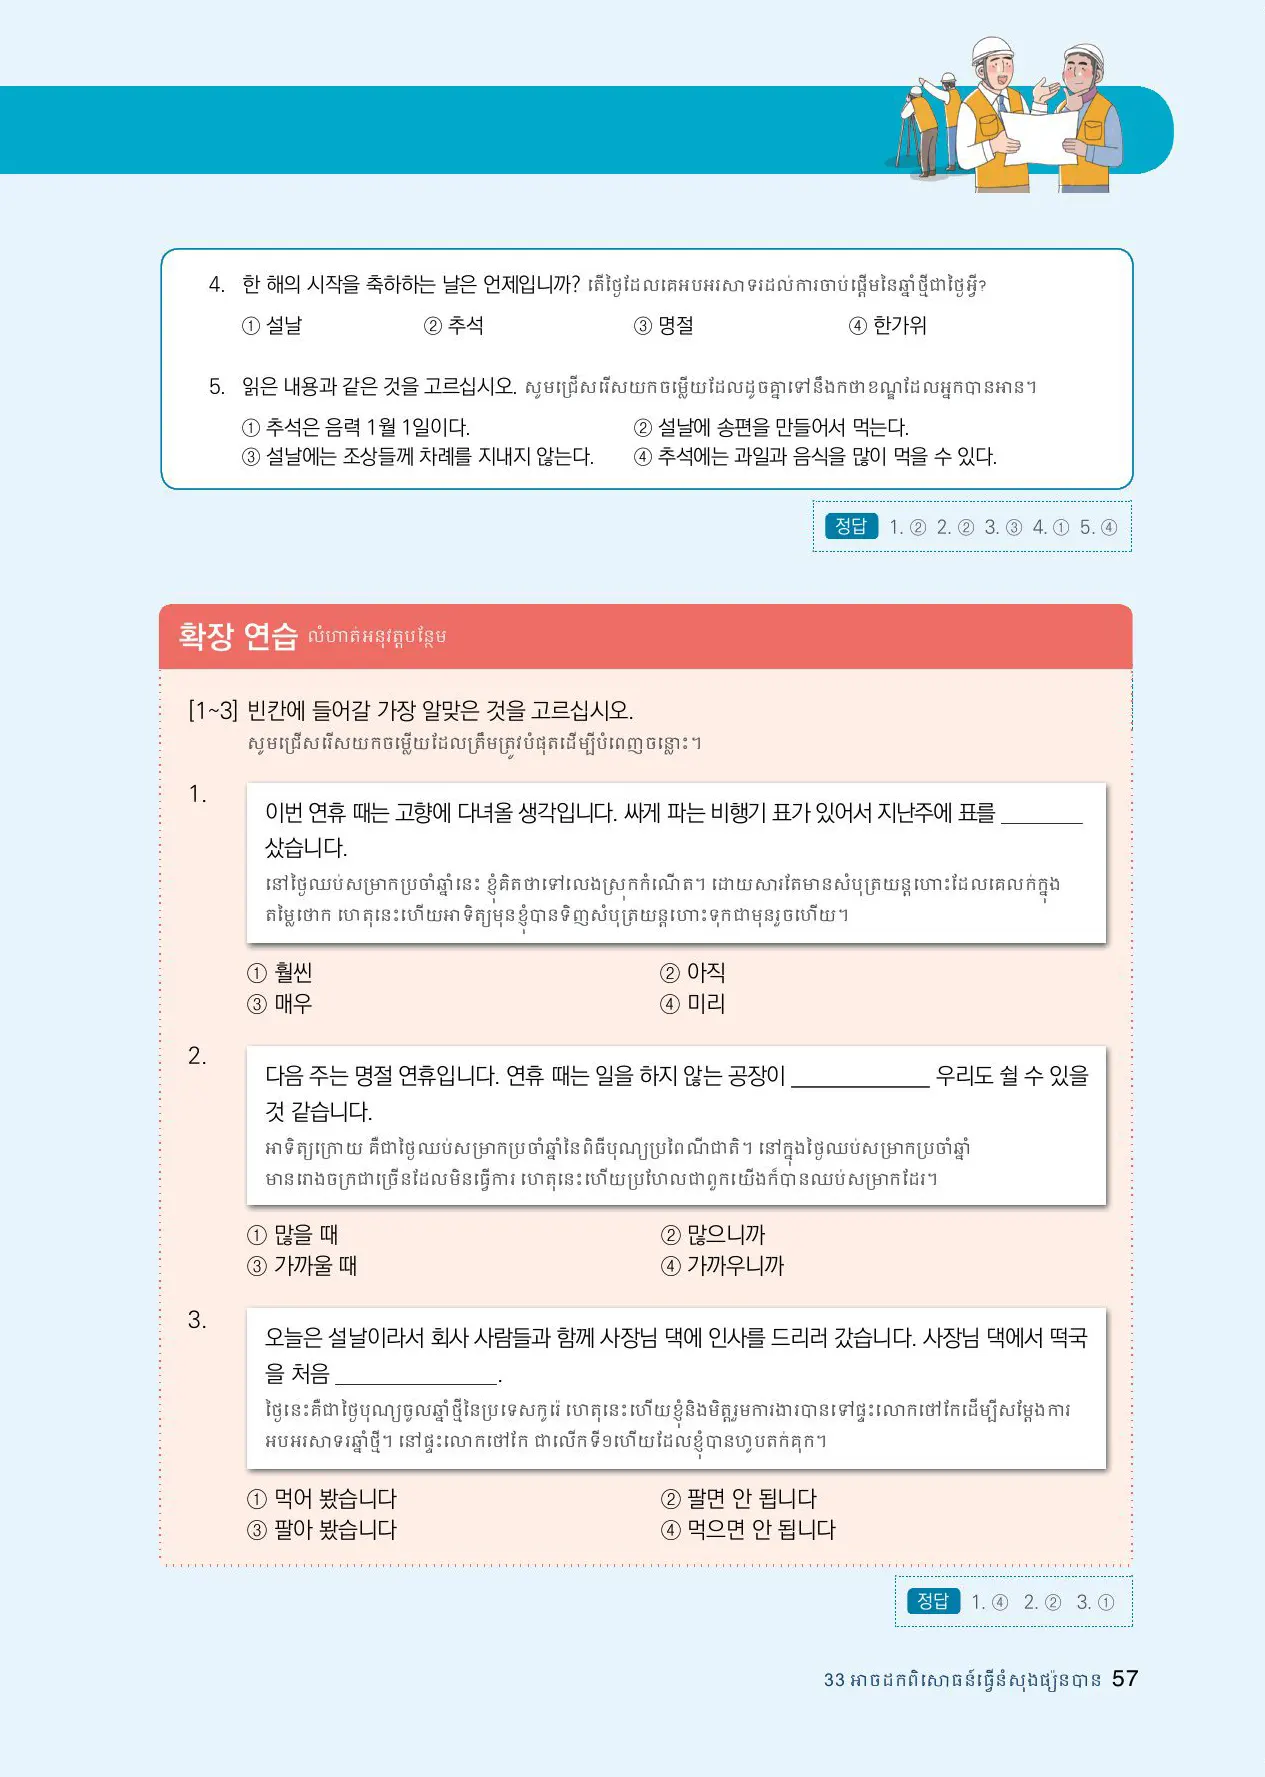 4. 한 해의 시작을 축하하는 날은 언제입니까? តើថ្ងៃដែលគេអបអរសាទរដល់ការចាប់ផ្ដើមនៃឆ្នាំថ្មីជាថ្ងៃអ្វី?
① 설날 ② 추석 ③ 명절 ④ 한가위
5. 읽은 내용과 같은 것을 고르십시오. សូមជ្រើសរើសយកចម្លើយដែលដូចគ្នាទៅនឹងកថាខណ្ឌដែលអ្នកបានអាន។
① 추석은 음력 1월 1일이다. ② 설날에 송편을 만들어서 먹는다.
③ 설날에는 조상들께 차례를 지내지 않는다. ④ 추석에는 과일과 음식을 많이 먹을 수 있다.
정답 1. ② 2. ② 3. ③ 4. ① 5. ④
확장 연습 លំហាត់អនុវត្តបន្ថែម
[1~3] 빈칸에 들어갈 가장 알맞은 것을 고르십시오.
សូមជ្រើសរើសយកចម្លើយដែលត្រឹមត្រូវបំផុតដើម្បីបំពេញចន្លោះ។
1.
이번 연휴 때는 고향에 다녀올 생각입니다. 싸게 파는 비행기 표가 있어서 지난주에 표를 ________
샀습니다.
នៅថ្ងៃឈប់សម្រាកប្រចាំឆ្នាំនេះ ខ្ញុំគិតថាទៅលេងស្រុកកំណើត។ ដោយសារតែមានសំបុត្រយន្តហោះដែលគេលក់ក្នុង
តម្លៃថោក ហេតុនេះហើយអាទិត្យមុនខ្ញុំបានទិញសំបុត្រយន្តហោះទុកជាមុនរួចហើយ។
① 훨씬 ② 아직
③ 매우 ④ 미리
2.
다음 주는 명절 연휴입니다. 연휴 때는 일을 하지 않는 공장이 ______________ 우리도 쉴 수 있을
것 같습니다.
អាទិត្យក្រោយ គឺជាថ្ងៃឈប់សម្រាកប្រចាំឆ្នាំនៃពិធីបុណ្យប្រពៃណីជាតិ។ នៅក្នុងថ្ងៃឈប់សម្រាកប្រចាំឆ្នាំ
មានរោងចក្រជាច្រើនដែលមិនធ្វើការ ហេតុនេះហើយប្រហែលជាពួកយើងក៏បានឈប់សម្រាកដែរ។
① 많을 때 ② 많으니까
③ 가까울 때 ④ 가까우니까
3.
오늘은 설날이라서 회사 사람들과 함께 사장님 댁에 인사를 드리러 갔습니다. 사장님 댁에서 떡국
을 처음 ________________.
ថ្ងៃនេះគឺជាថ្ងៃបុណ្យចូលឆ្នាំថ្មីនៃប្រទេសកូរ៉េ ហេតុនេះហើយខ្ញុំនិងមិត្តរួមការងារបានទៅផ្ទះលោកថៅកែដើម្បីសម្ដែងការ
អបអរសាទរឆ្នាំថ្មី។ នៅផ្ទះលោកថៅកែ ជាលើកទី១ហើយដែលខ្ញុំបានហូបតក់គុក។
① 먹어 봤습니다 ② 팔면 안 됩니다
③ 팔아 봤습니다 ④ 먹으면 안 됩니다
정답 1. ④ 2. ② 3. ①
33 អាចដកពិសោធន៍ធ្វើនំសុងផ្យ៉នបាន 57